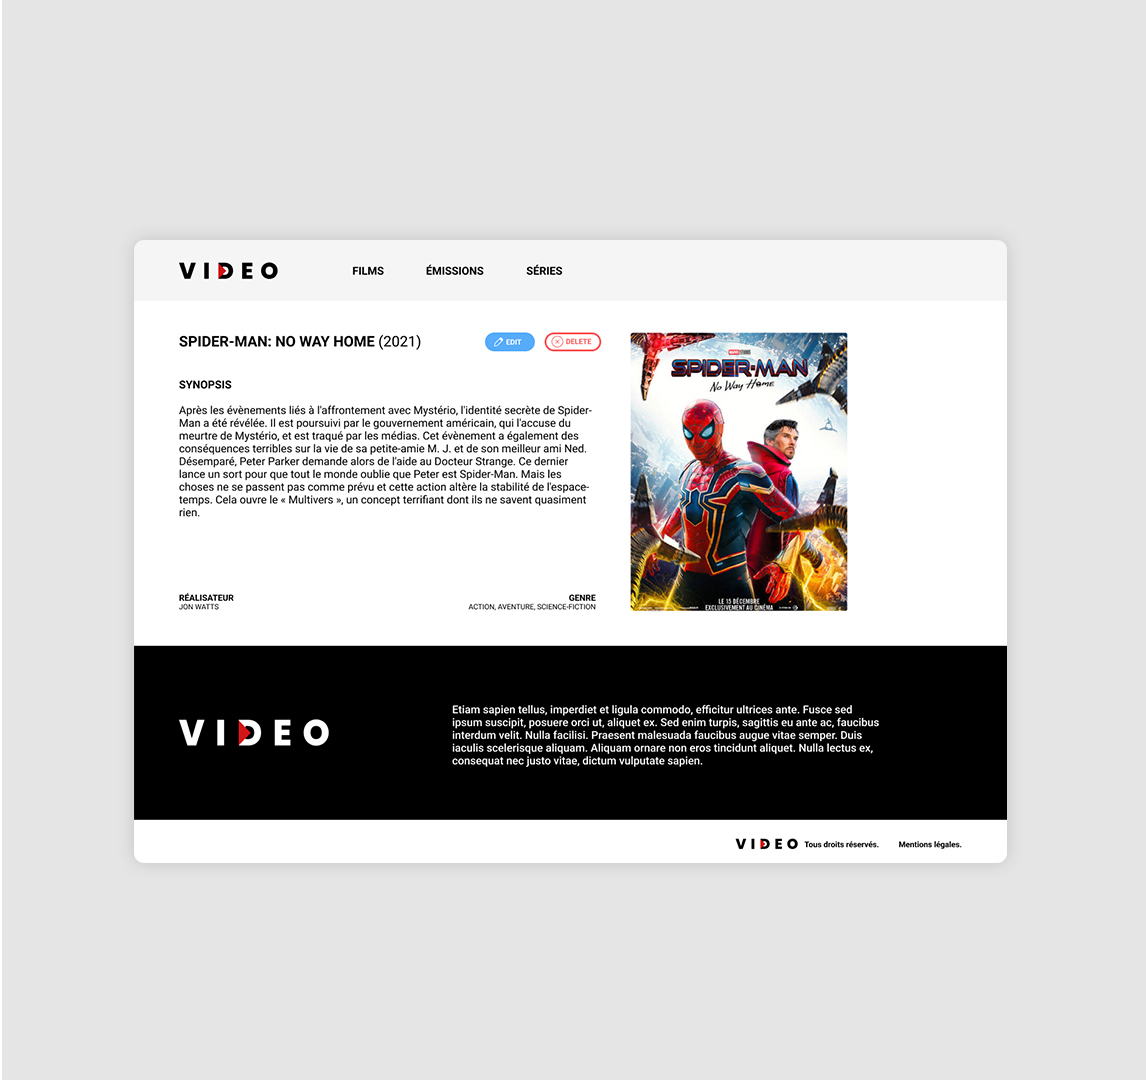 VIDEO
FILMS
ÉMISSIONS
SÉRIES
SPIDER-MAN: NO WAY HOME (2021)
EDIT
DELETE
SYNOPSIS
Après les évènements liés à l'affrontement avec Mystério, l'identité secrète de Spider-
Man a été révélée. Il est poursuivi par le gouvernement américain, qui l'accuse du
meurtre de Mystério, et est traqué par les médias. Cet évènement a également des
conséquences terribles sur la vie de sa petite-amie M. J. et de son meilleur ami Ned.
Désemparé, Peter Parker demande alors de l'aide au Docteur Strange. Ce dernier
lance un sort pour que tout le monde oublie que Peter est Spider-Man. Mais les
choses ne se passent pas comme prévu et cette action altère la stabilité de l'espace-
temps. Cela ouvre le « Multivers », un concept terrifiant dont ils ne savent quasiment
rien.
RÉALISATEUR
JON WATTS
GENRE
ACTION, AVENTURE, SCIENCE-FICTION
SPIDER-MAN
No Way Home
LE 15 DÉCEMBRE
EXCLUSIVEMENT AU CINÉMA
VIDEO
Etiam sapien tellus, imperdiet et ligula commodo, efficitur ultrices ante. Fusce sed
ipsum suscipit, posuere orci ut, aliquet ex. Sed enim turpis, sagittis eu ante ac, faucibus
interdum velit. Nulla facilisi. Praesent malesuada faucibus augue vitae semper. Duis
iaculis scelerisque aliquam. Aliquam ornare non eros tincidunt aliquet. Nulla lectus ex,
consequat nec justo vitae, dictum vulputate sapien.
VIDEO Tous droits réservés.
Mentions légales.